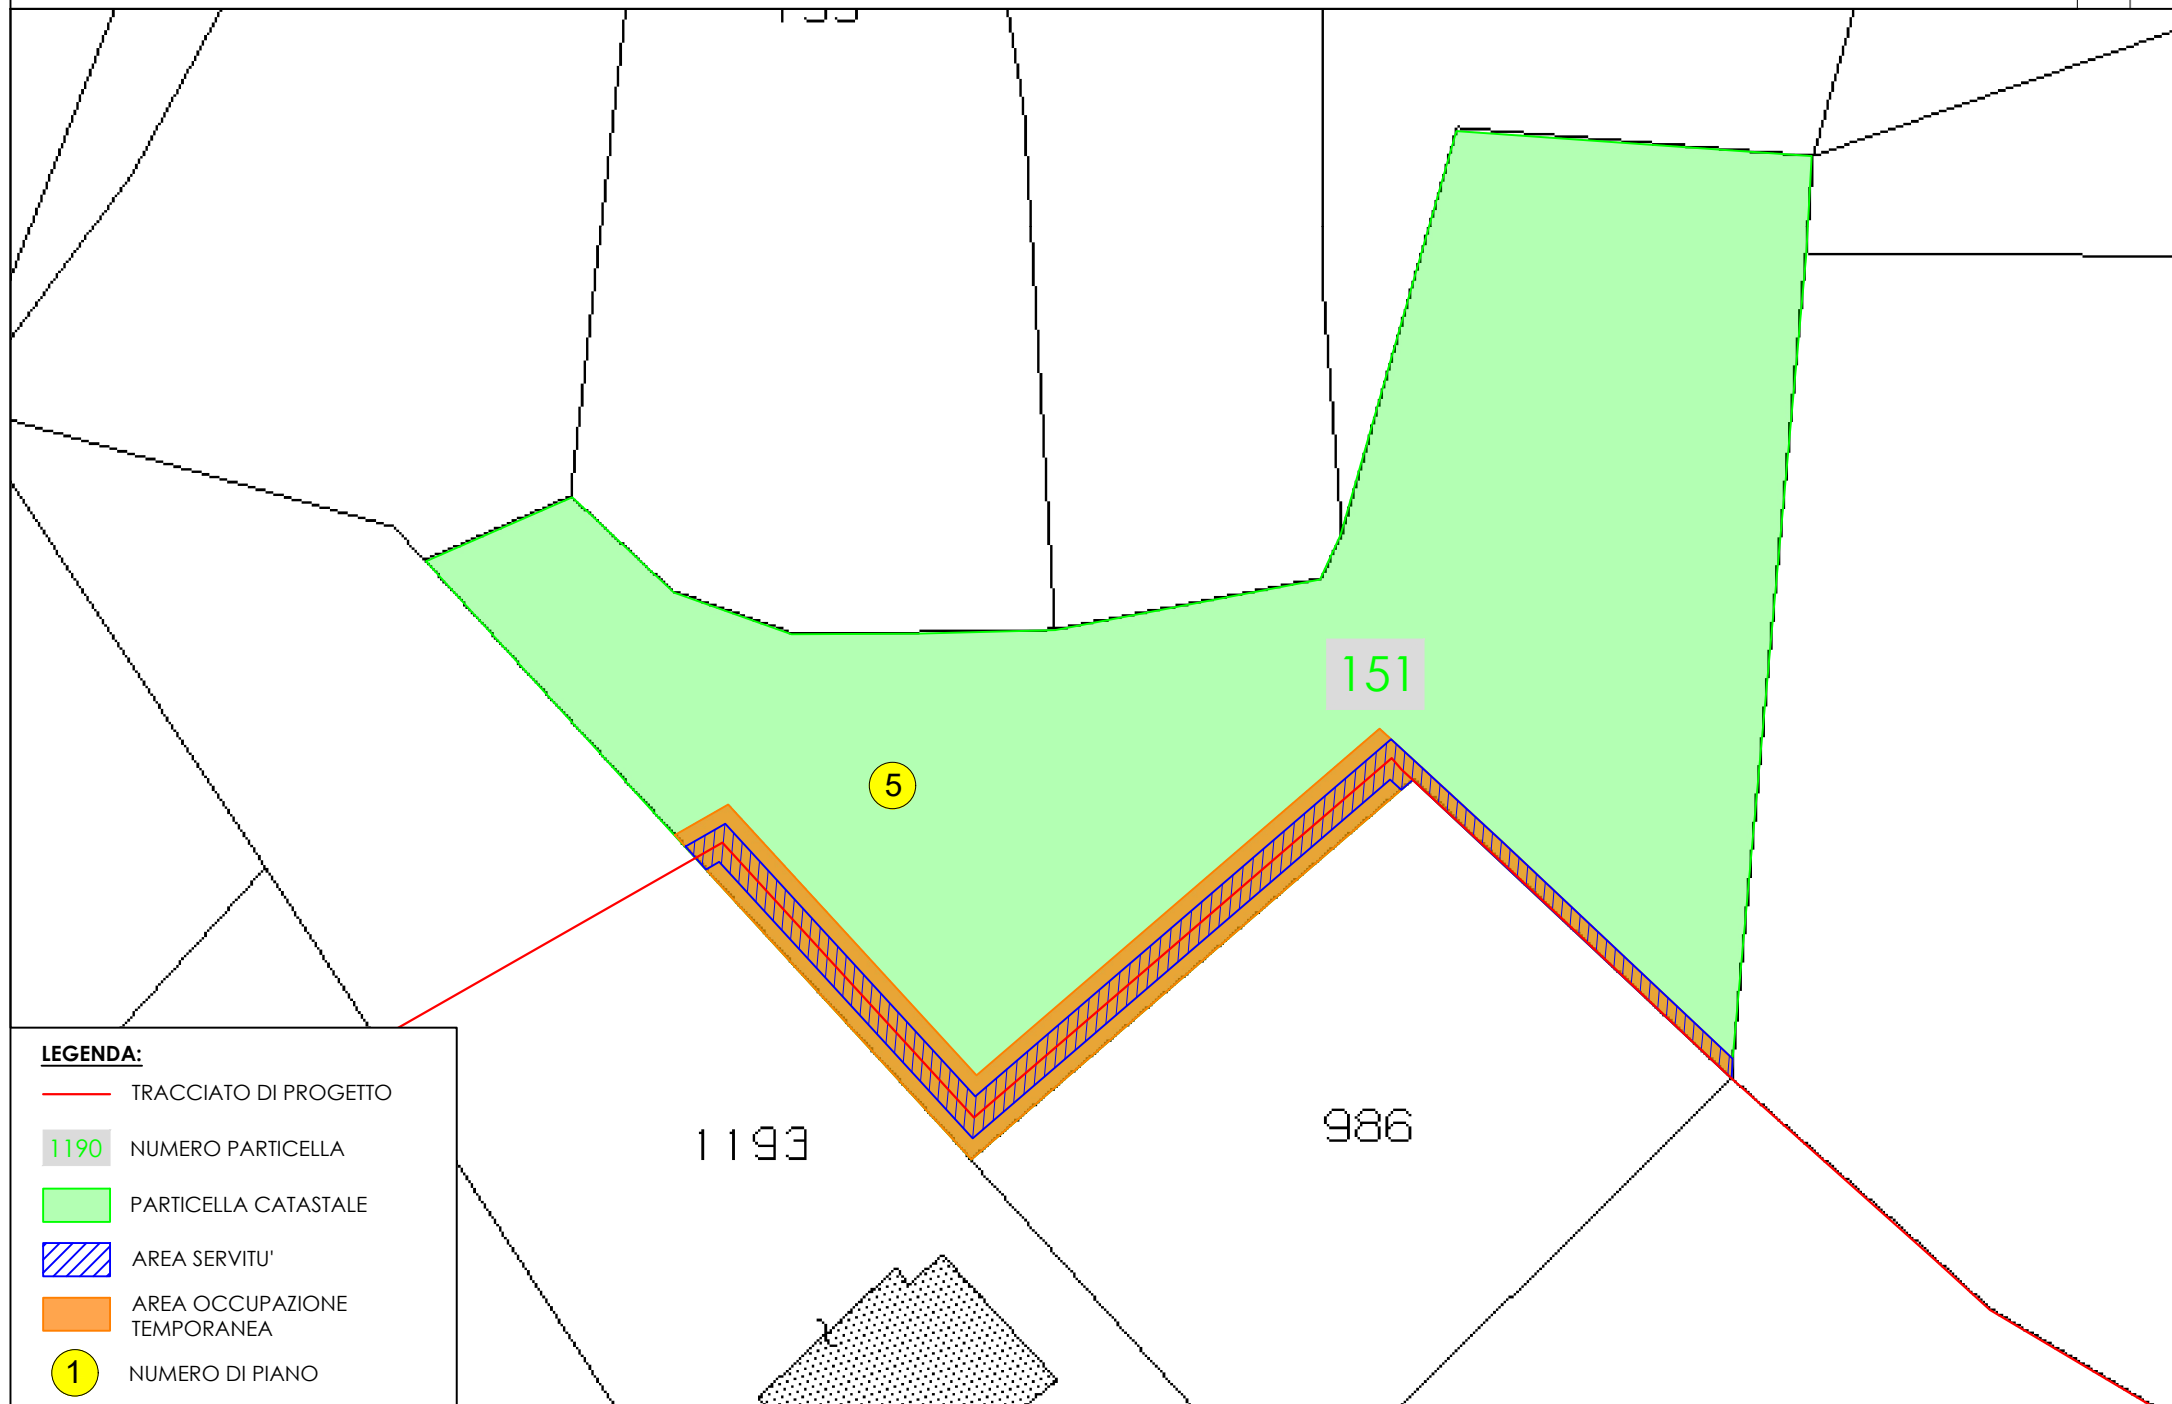 151
5
1193
986
LEGENDA:
TRACCIATO DI PROGETTO
1190 NUMERO PARTICELLA
PARTICELLA CATASTALE
AREA SERVITU'
AREA OCCUPAZIONE
TEMPORANEA
1 NUMERO DI PIANO